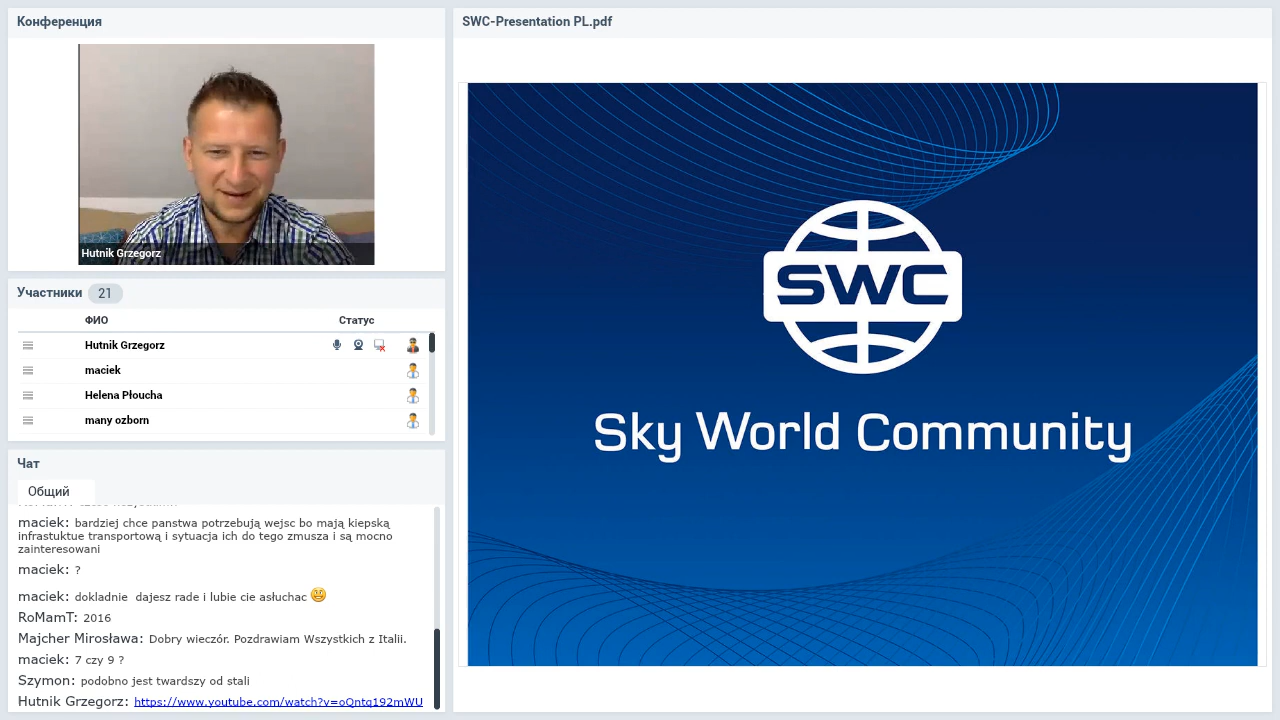 Конференция
Hutnik Grzegorz
Участники 21
ФИО Статус
Hutnik Grzegorz
maciek
Helena Płoucha
many ozborn
Чат
Общий
maciek: bardziej chce panstwa potrzebują wejsc bo mają kiepską
infrastuktue transportową i sytuacja ich do tego zmusza i są mocno
zainteresowani
maciek: ?
maciek: dokladnie dajesz rade i lubie cie asłuchac
RoMamT: 2016
Majcher Mirosława: Dobry wieczór. Pozdrawiam Wszystkich z Italii.
maciek: 7 czy 9 ?
Szymon: podobno jest twardszy od stali
Hutnik Grzegorz: https://www.youtube.com/watch?v=oQntq192mWU
SWC-Presentation PL.pdf
SWC
Sky World Community